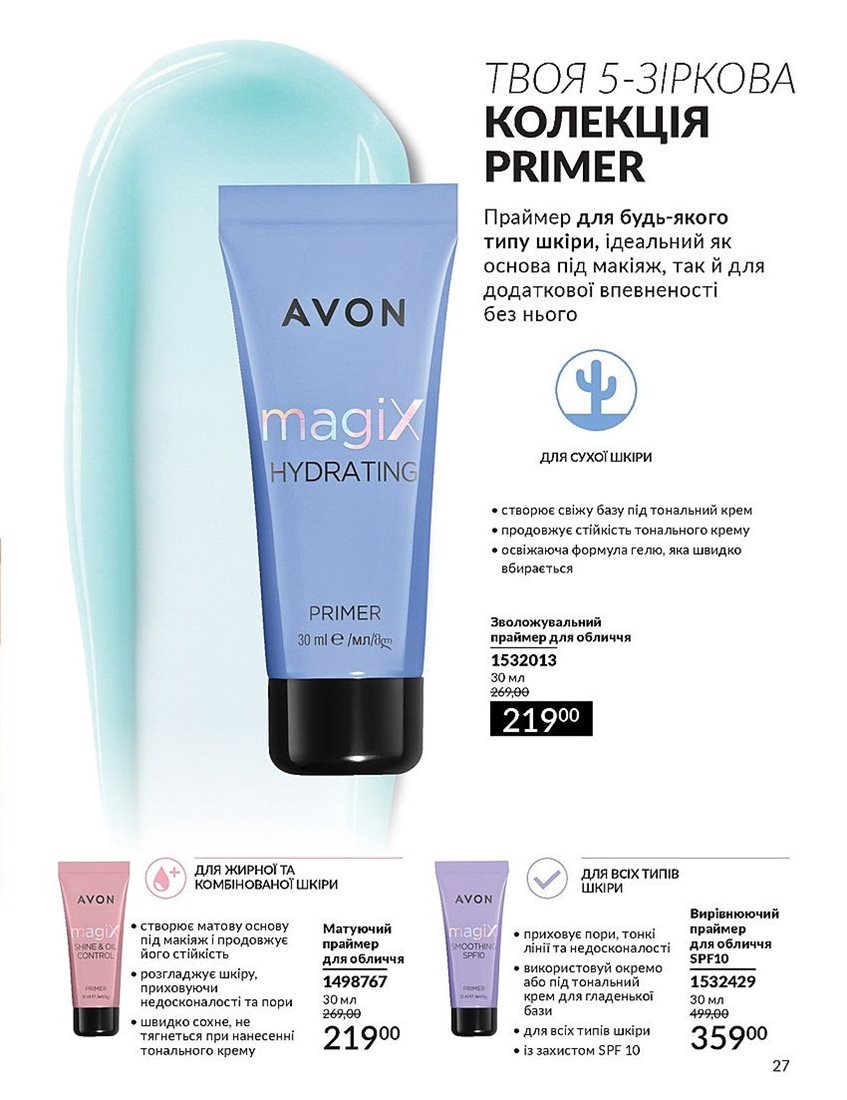 ТВОЯ 5-ЗІРКОВА
КОЛЕКЦІЯ
PRIMER
Праймер для будь-якого
типу шкіри, ідеальний як
основа під макіяж, так й для
додаткової впевненості
без нього
AVON
magiX
HYDRATING
PRIMER
30 ml e /мл/მლ
ДЛЯ СУХОЇ ШКІРИ
• створює свіжу базу під тональний крем
• продовжує стійкість тонального крему
• освіжаюча формула гелю, яка швидко
вбирається
Зволожувальний
праймер для обличчя
1532013
30 мл
269,00
21900
ДЛЯ ЖИРНОЇ ТА
КОМБІНОВАНОЇ ШКІРИ
AVON
magiX
SHINE & OIL
CONTROL
PRIMER
• створює матову основу
під макіяж і продовжує
його стійкість
• розгладжує шкіру,
приховуючи
недосконалості та пори
• швидко сохне, не
тягнеться при нанесенні
тонального крему
Матуючий
праймер
для обличчя
1498767
30 мл
269,00
21900
ДЛЯ ВСІХ ТИПІВ
ШКІРИ
AVON
magiX
SMOOTHING
SPF10
PRIMER
• приховує пори, тонкі
лінії та недосконалості
• використовуй окремо
або під тональний
крем для гладенької
бази
• для всіх типів шкіри
• із захистом SPF 10
Вирівнюючий
праймер
для обличчя
SPF10
1532429
30 мл
499,00
35900
27